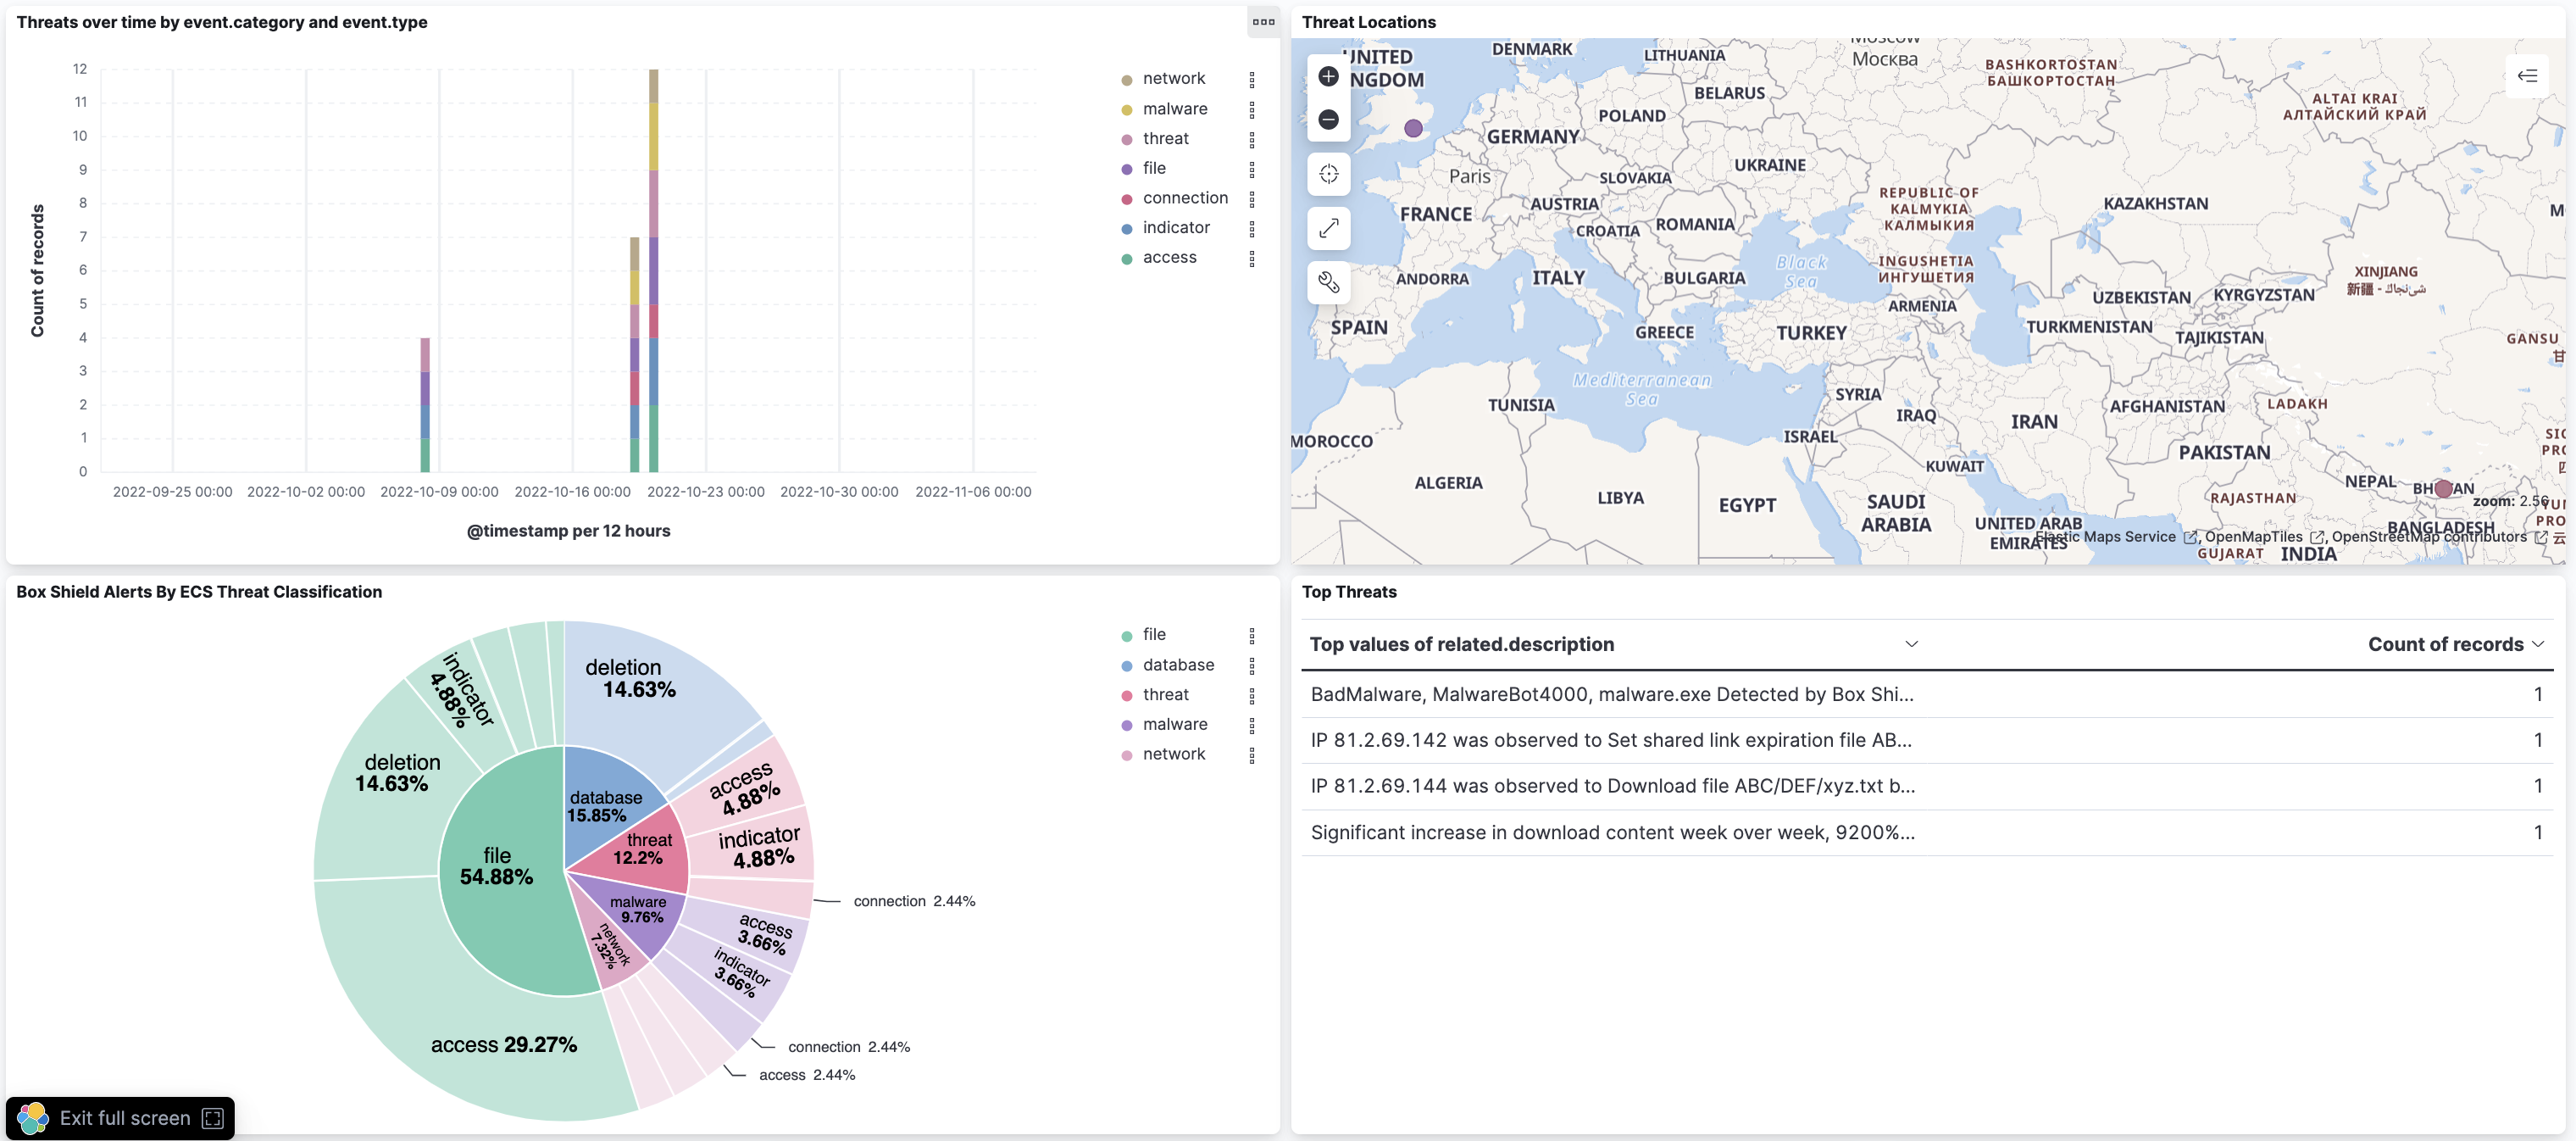 Threats over time by event.category and event.type
12
11
10
9
8
7
6
5
4
3
2
1
0
Count of records
2022-09-25 00:00
2022-10-02 00:00
2022-10-09 00:00
2022-10-16 00:00
2022-10-23 00:00
2022-10-30 00:00
2022-11-06 00:00
@timestamp per 12 hours
network
malware
threat
file
connection
indicator
access
Threat Locations
UNITED
NGDOM
DENMARK
LITHUANIA
Москва
BASHKORTOSTAN
БАШКОРТОСТАН
BELARUS
ALTAI KRAI
АЛТАЙСКИЙ КРАЙ
POLAND
GERMANY
UKRAINE
Paris
SLOVAKIA
REPUBLIC OF
KALMYKIA
КАЛМЫКИЯ
KAZAKHSTAN
AUSTRIA
FRANCE
CROATIA
ROMANIA
Black
Sea
INGUSHETIA
ИНГУШЕТИЯ
XINJIANG
新疆 - شىنجاڭ
ANDORRA
ITALY
BULGARIA
ARMENIA
UZBEKISTAN
KYRGYZSTAN
SPAIN
GREECE
TURKEY
TURKMENISTAN
TAJIKISTAN
GANSU
甘
Mediterranean
Sea
SYRIA
TUNISIA
IRAQ
IRAN
AFGHANISTAN
LADAKH
MOROCCO
ISRAEL
PAKISTAN
KUWAIT
ALGERIA
LIBYA
EGYPT
SAUDI
ARABIA
NEPAL
RAJASTHAN
zoom: 2.56
UNITED ARAB
EMIRATES
BANGLADESH
Elastic Maps Service , OpenMapTiles , OpenStreetMap contributors
GUJARAT
INDIA
Box Shield Alerts By ECS Threat Classification
deletion
14.63%
indicator
4.88%
deletion
14.63%
access
4.88%
database
15.85%
threat
12.2%
indicator
4.88%
file
54.88%
malware
9.76%
connection 2.44%
network
7.32%
access
3.66%
indicator
3.66%
access 29.27%
connection 2.44%
access 2.44%
file
database
threat
malware
network
Top Threats
Top values of related.description
Count of records
BadMalware, MalwareBot4000, malware.exe Detected by Box Shi...
1
IP 81.2.69.142 was observed to Set shared link expiration file AB...
1
IP 81.2.69.144 was observed to Download file ABC/DEF/xyz.txt b...
1
Significant increase in download content week over week, 9200%...
1
Exit full screen